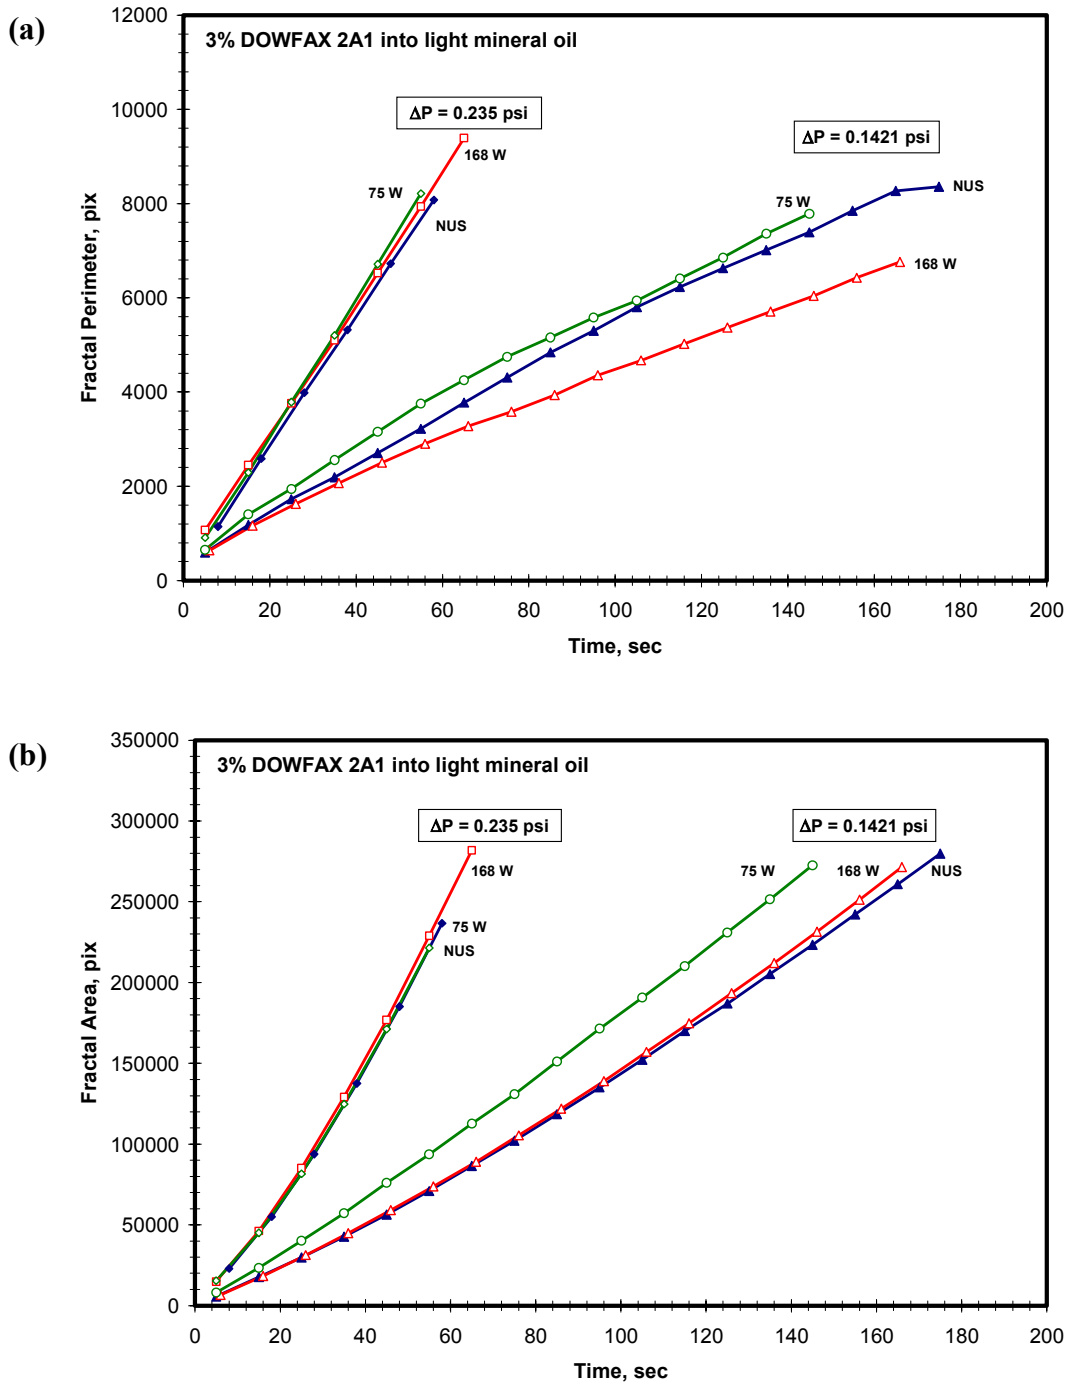 (a)
12000
10000
8000
6000
4000
2000
0
Fractal Perimeter, pix
3% DOWFAX 2A1 into light mineral oil
ΔP = 0.235 psi
168 W
75 W
NUS
ΔP = 0.1421 psi
NUS
75 W
168 W
0 20 40 60 80 100 120 140 160 180 200
Time, sec
(b)
350000
300000
250000
200000
150000
100000
50000
0
Fractal Area, pix
3% DOWFAX 2A1 into light mineral oil
ΔP = 0.235 psi
168 W
75 W
NUS
ΔP = 0.1421 psi
75 W
168 W
NUS
0 20 40 60 80 100 120 140 160 180 200
Time, sec